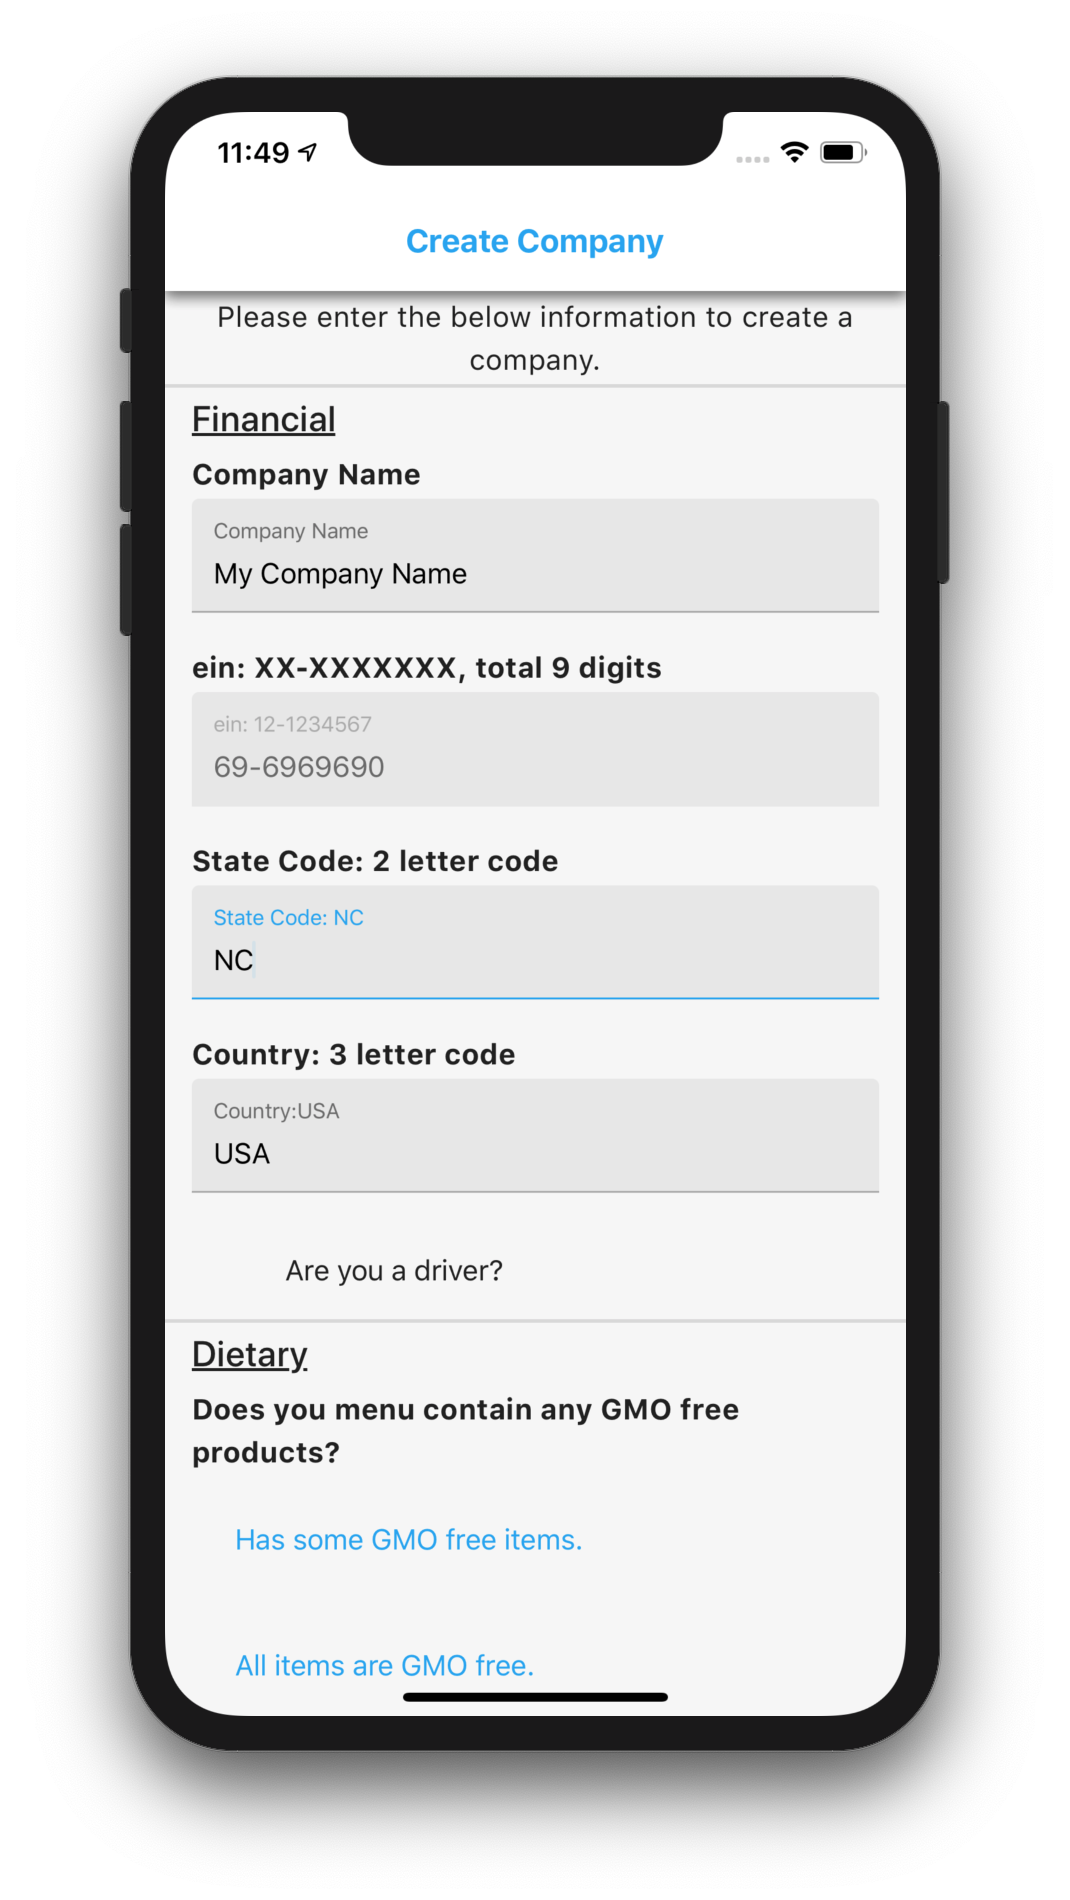 11:49
Create Company
Please enter the below information to create a
company.
Financial
Company Name
Company Name
My Company Name
ein: XX-XXXXXXX, total 9 digits
ein: 12-1234567
69-6969690
State Code: 2 letter code
State Code: NC
NC
Country: 3 letter code
Country:USA
USA
Are you a driver?
Dietary
Does you menu contain any GMO free
products?
Has some GMO free items.
All items are GMO free.